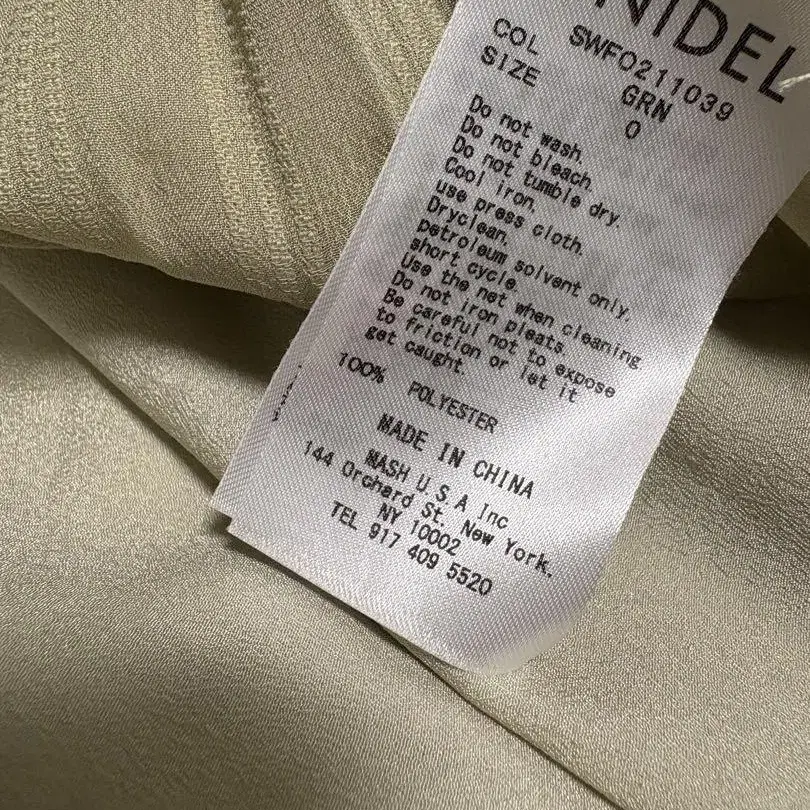 NIDEL
SWFO211039
COL GRN
SIZE 0
Do not wash.
Do not bleach.
Do not tumble dry.
Cool iron.
use press cloth.
Dryclean.
petroleum solvent only.
short cycle.
Use the net when cleaning
Do not iron pleats.
Be careful not to expose
to friction or let it
get caught.
100% POLYESTER
MADE IN CHINA
MASH U S A Inc
144 Orchard St. New York.
NY 10002
TEL 917 409 5520